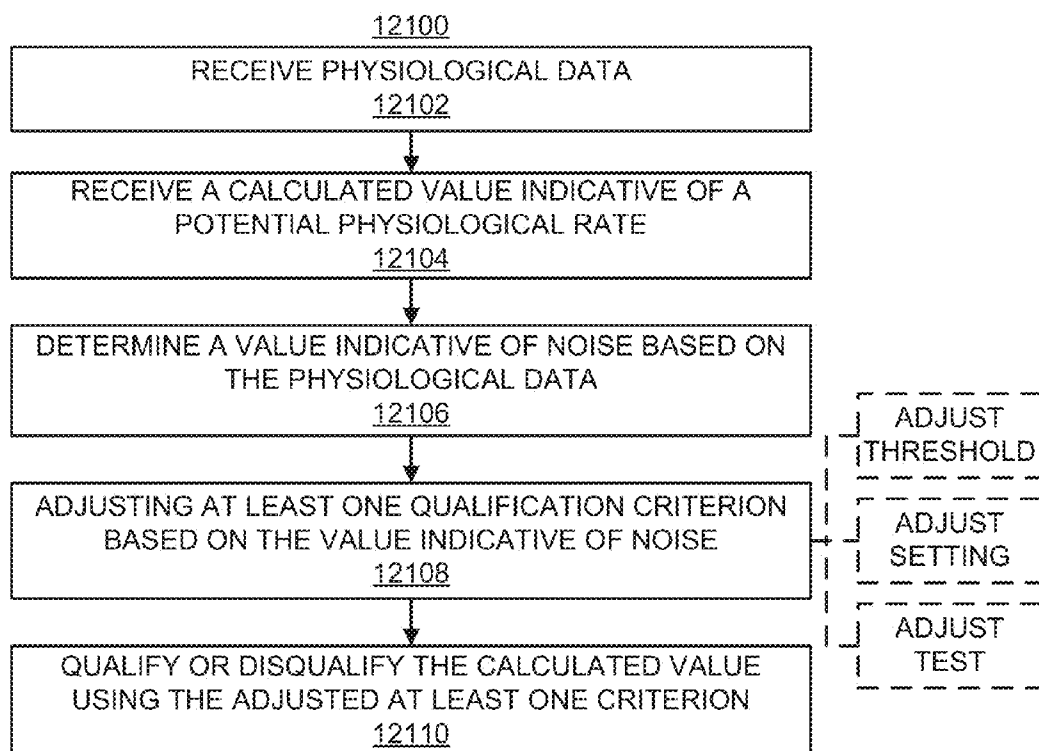 12100
RECEIVE PHYSIOLOGICAL DATA
12102
RECEIVE A CALCULATED VALUE INDICATIVE OF A
POTENTIAL PHYSIOLOGICAL RATE
12104
DETERMINE A VALUE INDICATIVE OF NOISE BASED ON
THE PHYSIOLOGICAL DATA
12106
ADJUSTING AT LEAST ONE QUALIFICATION CRITERION
BASED ON THE VALUE INDICATIVE OF NOISE
12108
QUALIFY OR DISQUALIFY THE CALCULATED VALUE
USING THE ADJUSTED AT LEAST ONE CRITERION
12110
ADJUST
THRESHOLD
ADJUST
SETTING
ADJUST
TEST